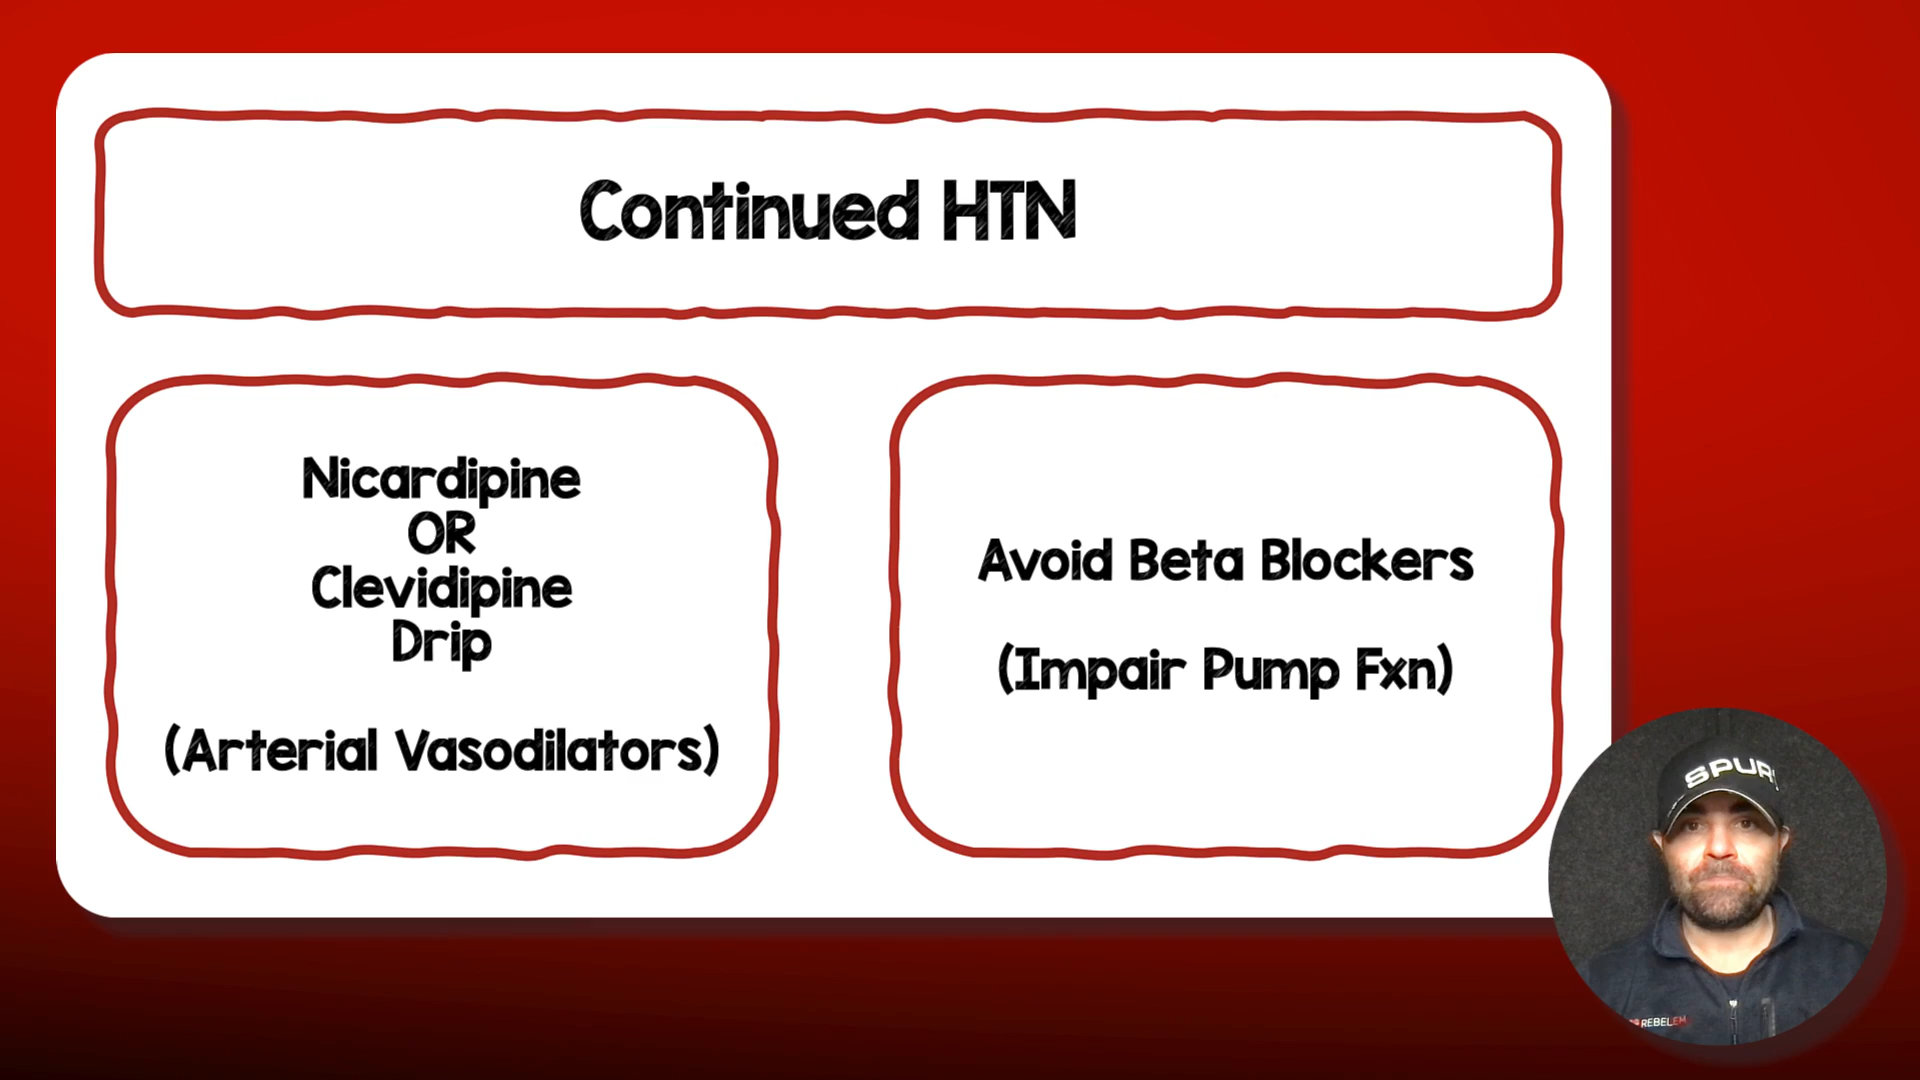 Continued HTN
Nicardipine
OR
Clevidipine
Drip
(Arterial Vasodilators)
Avoid Beta Blockers
(Impair Pump Fxn)
SPUR
REBELEM